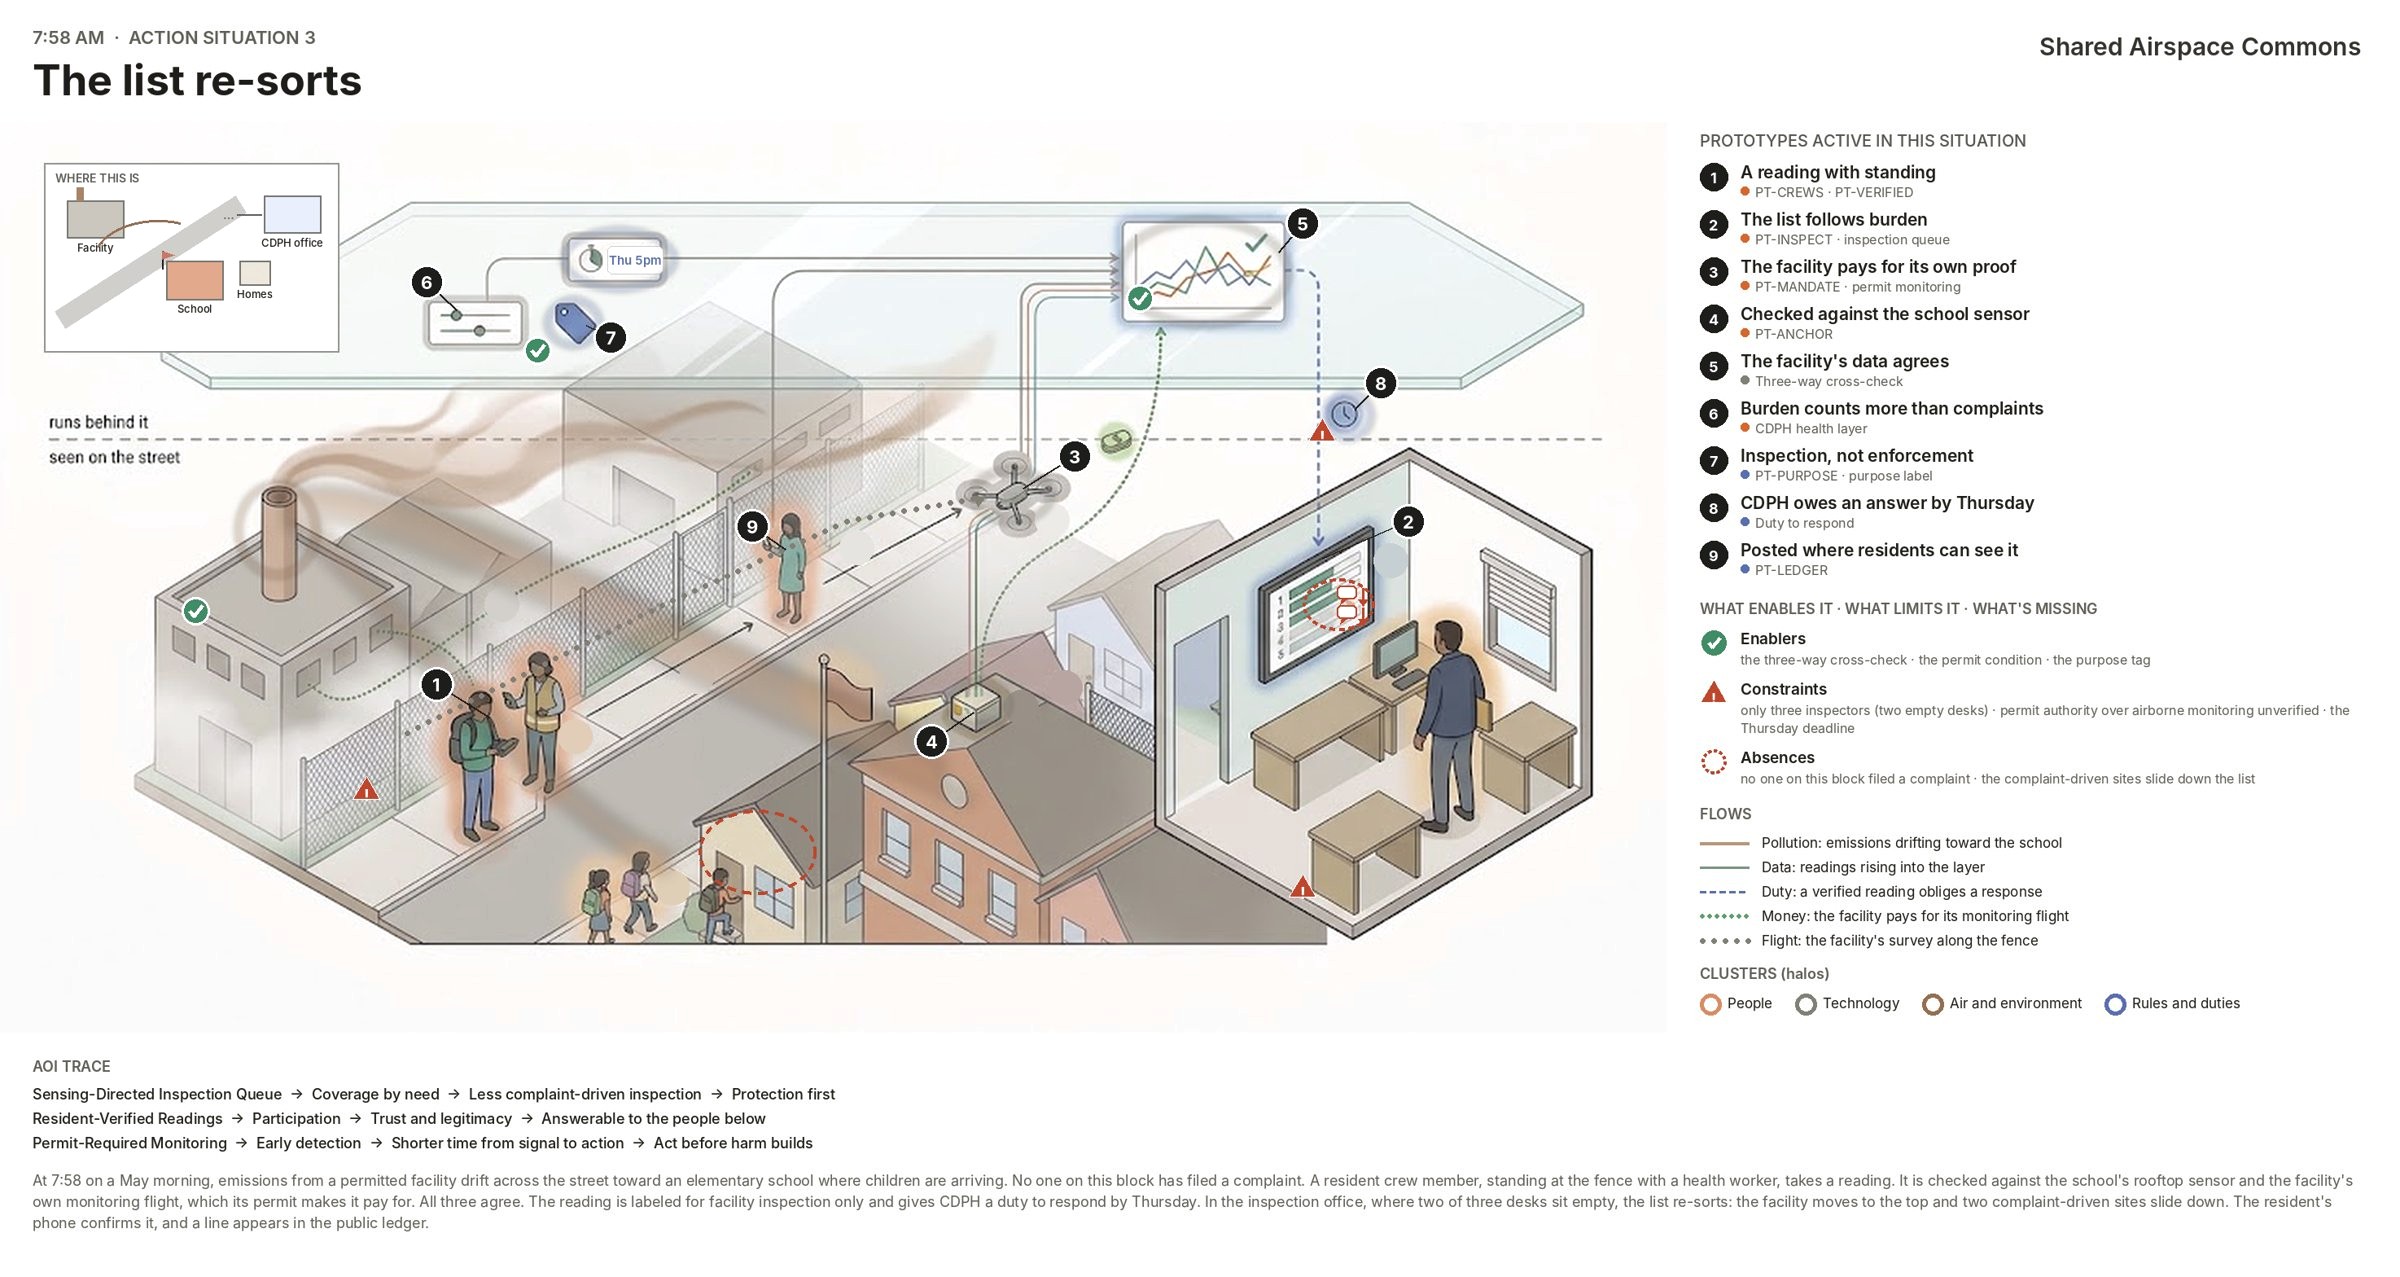 7:58 AM · ACTION SITUATION 3
The list re-sorts
Shared Airspace Commons
WHERE THIS IS
Facility
CDPH office
School
Homes
Thu 5pm
5
6
7
8
runs behind it
seen on the street
3
9
2
1
4
PROTOTYPES ACTIVE IN THIS SITUATION
1 A reading with standing
PT-CREWS · PT-VERIFIED
2 The list follows burden
PT-INSPECT · inspection queue
3 The facility pays for its own proof
PT-MANDATE · permit monitoring
4 Checked against the school sensor
PT-ANCHOR
5 The facility's data agrees
Three-way cross-check
6 Burden counts more than complaints
CDPH health layer
7 Inspection, not enforcement
PT-PURPOSE · purpose label
8 CDPH owes an answer by Thursday
Duty to respond
9 Posted where residents can see it
PT-LEDGER
WHAT ENABLES IT · WHAT LIMITS IT · WHAT'S MISSING
Enablers
the three-way cross-check · the permit condition · the purpose tag
Constraints
only three inspectors (two empty desks) · permit authority over airborne monitoring unverified · the
Thursday deadline
Absences
no one on this block filed a complaint · the complaint-driven sites slide down the list
FLOWS
Pollution: emissions drifting toward the school
Data: readings rising into the layer
Duty: a verified reading obliges a response
Money: the facility pays for its monitoring flight
Flight: the facility's survey along the fence
CLUSTERS (halos)
People Technology Air and environment Rules and duties
AOI TRACE
Sensing-Directed Inspection Queue → Coverage by need → Less complaint-driven inspection → Protection first
Resident-Verified Readings → Participation → Trust and legitimacy → Answerable to the people below
Permit-Required Monitoring → Early detection → Shorter time from signal to action → Act before harm builds
At 7:58 on a May morning, emissions from a permitted facility drift across the street toward an elementary school where children are arriving. No one on this block has filed a complaint. A resident crew member, standing at the fence with a health worker, takes a reading. It is checked against the school's rooftop sensor and the facility's
own monitoring flight, which its permit makes it pay for. All three agree. The reading is labeled for facility inspection only and gives CDPH a duty to respond by Thursday. In the inspection office, where two of three desks sit empty, the list re-sorts: the facility moves to the top and two complaint-driven sites slide down. The resident's
phone confirms it, and a line appears in the public ledger.